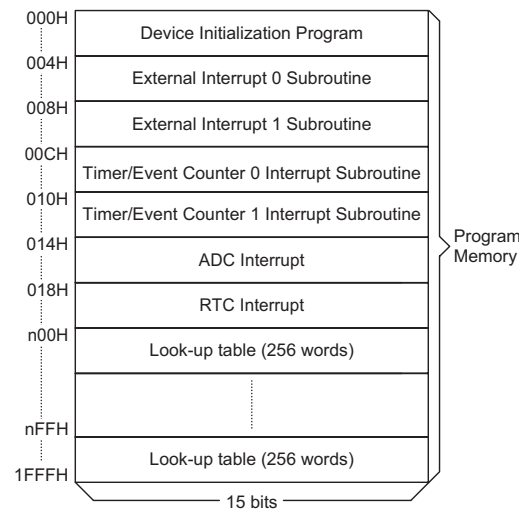 000H
Device Initialization Program
004H
External Interrupt 0 Subroutine
008H
External Interrupt 1 Subroutine
00CH
Timer/Event Counter 0 Interrupt Subroutine
010H
Timer/Event Counter 1 Interrupt Subroutine
014H
ADC Interrupt
018H
RTC Interrupt
n00H
Look-up table (256 words)
nFFH
Look-up table (256 words)
1FFFH
15 bits
Program
Memory